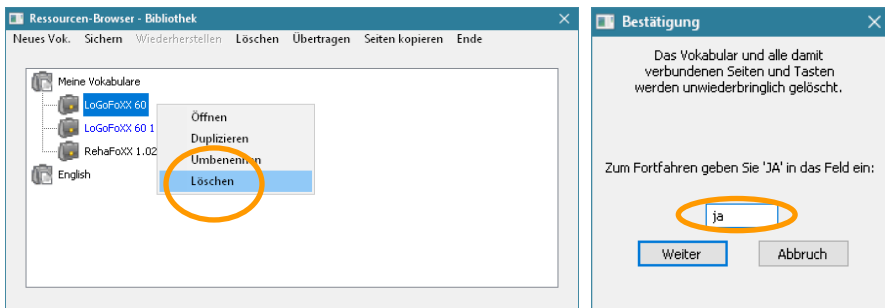 Ressourcen-Browser - Bibliothek
Neues Vok. Sichern Wiederherstellen Löschen Übertragen Seiten kopieren Ende
Meine Vokabulare
LoGoFoXX 60
LoGoFoXX 60 1
RehaFoXX 1.02
English
Öffnen
Duplizieren
Umbenennen
Löschen
Bestätigung
Das Vokabular und alle damit
verbundenen Seiten und Tasten
werden unwiederbringlich gelöscht.
Zum Fortfahren geben Sie 'JA' in das Feld ein:
ja
Weiter Abbruch